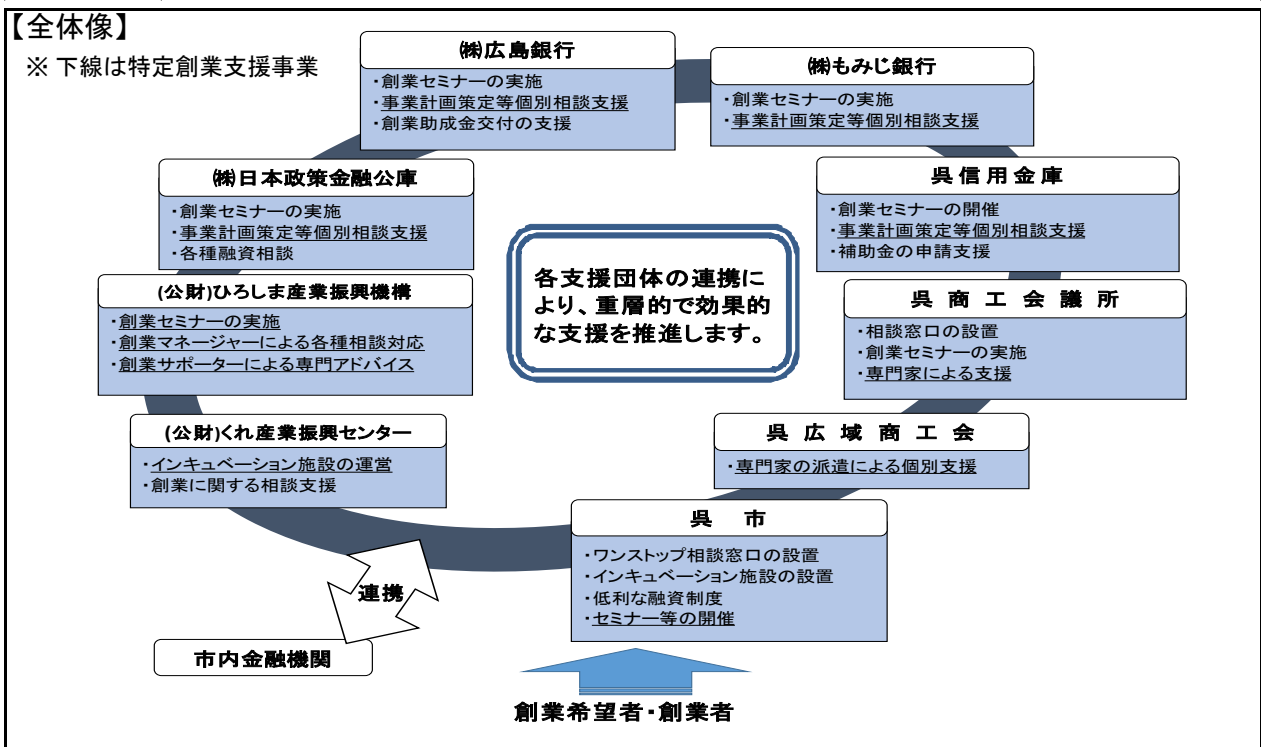 【全体像】
※ 下線は特定創業支援事業
㈱広島銀行
・創業セミナーの実施
・事業計画策定等個別相談支援
・創業助成金交付の支援
㈱もみじ銀行
・創業セミナーの実施
・事業計画策定等個別相談支援
㈱日本政策金融公庫
・創業セミナーの実施
・事業計画策定等個別相談支援
・各種融資相談
呉信用金庫
・創業セミナーの開催
・事業計画策定等個別相談支援
・補助金の申請支援
各支援団体の連携に
より、重層的で効果的
な支援を推進します。
(公財)ひろしま産業振興機構
・創業セミナーの実施
・創業マネージャーによる各種相談対応
・創業サポーターによる専門アドバイス
呉商工会議所
・相談窓口の設置
・創業セミナーの実施
・専門家による支援
(公財)くれ産業振興センター
・インキュベーション施設の運営
・創業に関する相談支援
呉広域商工会
・専門家の派遣による個別支援
呉 市
・ワンストップ相談窓口の設置
・インキュベーション施設の設置
・低利な融資制度
・セミナー等の開催
連携
市内金融機関
創業希望者・創業者